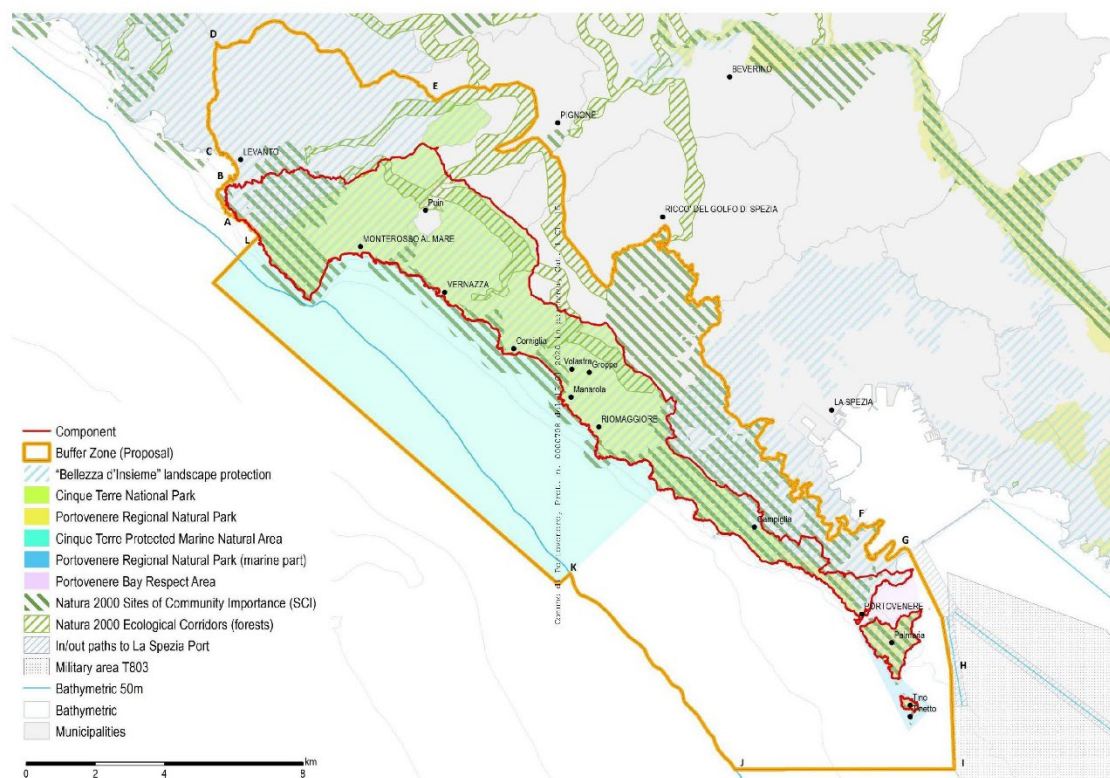 D
BEVERINO
E
PIGNONE
C
LEVANTO
B
RICCO' DEL GOLFO DI SPEZIA
A
L
MONTEROSSO AL MARE
VERNAZZA
Corniglia
Volastra
Groppo
Manarola
LA SPEZIA
RIOMAGGIORE
Campiglia
F
G
K
PORTOVENERE
Palmaria
H
Tino
J
I
Component
Buffer Zone (Proposal)
"Bellezza d'Insieme" landscape protection
Cinque Terre National Park
Portovenere Regional Natural Park
Cinque Terre Protected Marine Natural Area
Portovenere Regional Natural Park (marine part)
Portovenere Bay Respect Area
Natura 2000 Sites of Community Importance (SCI)
Natura 2000 Ecological Corridors (forests)
In/out paths to La Spezia Port
Military area T803
Bathymetric 50m
Bathymetric
Municipalities
km
0 2 4 8